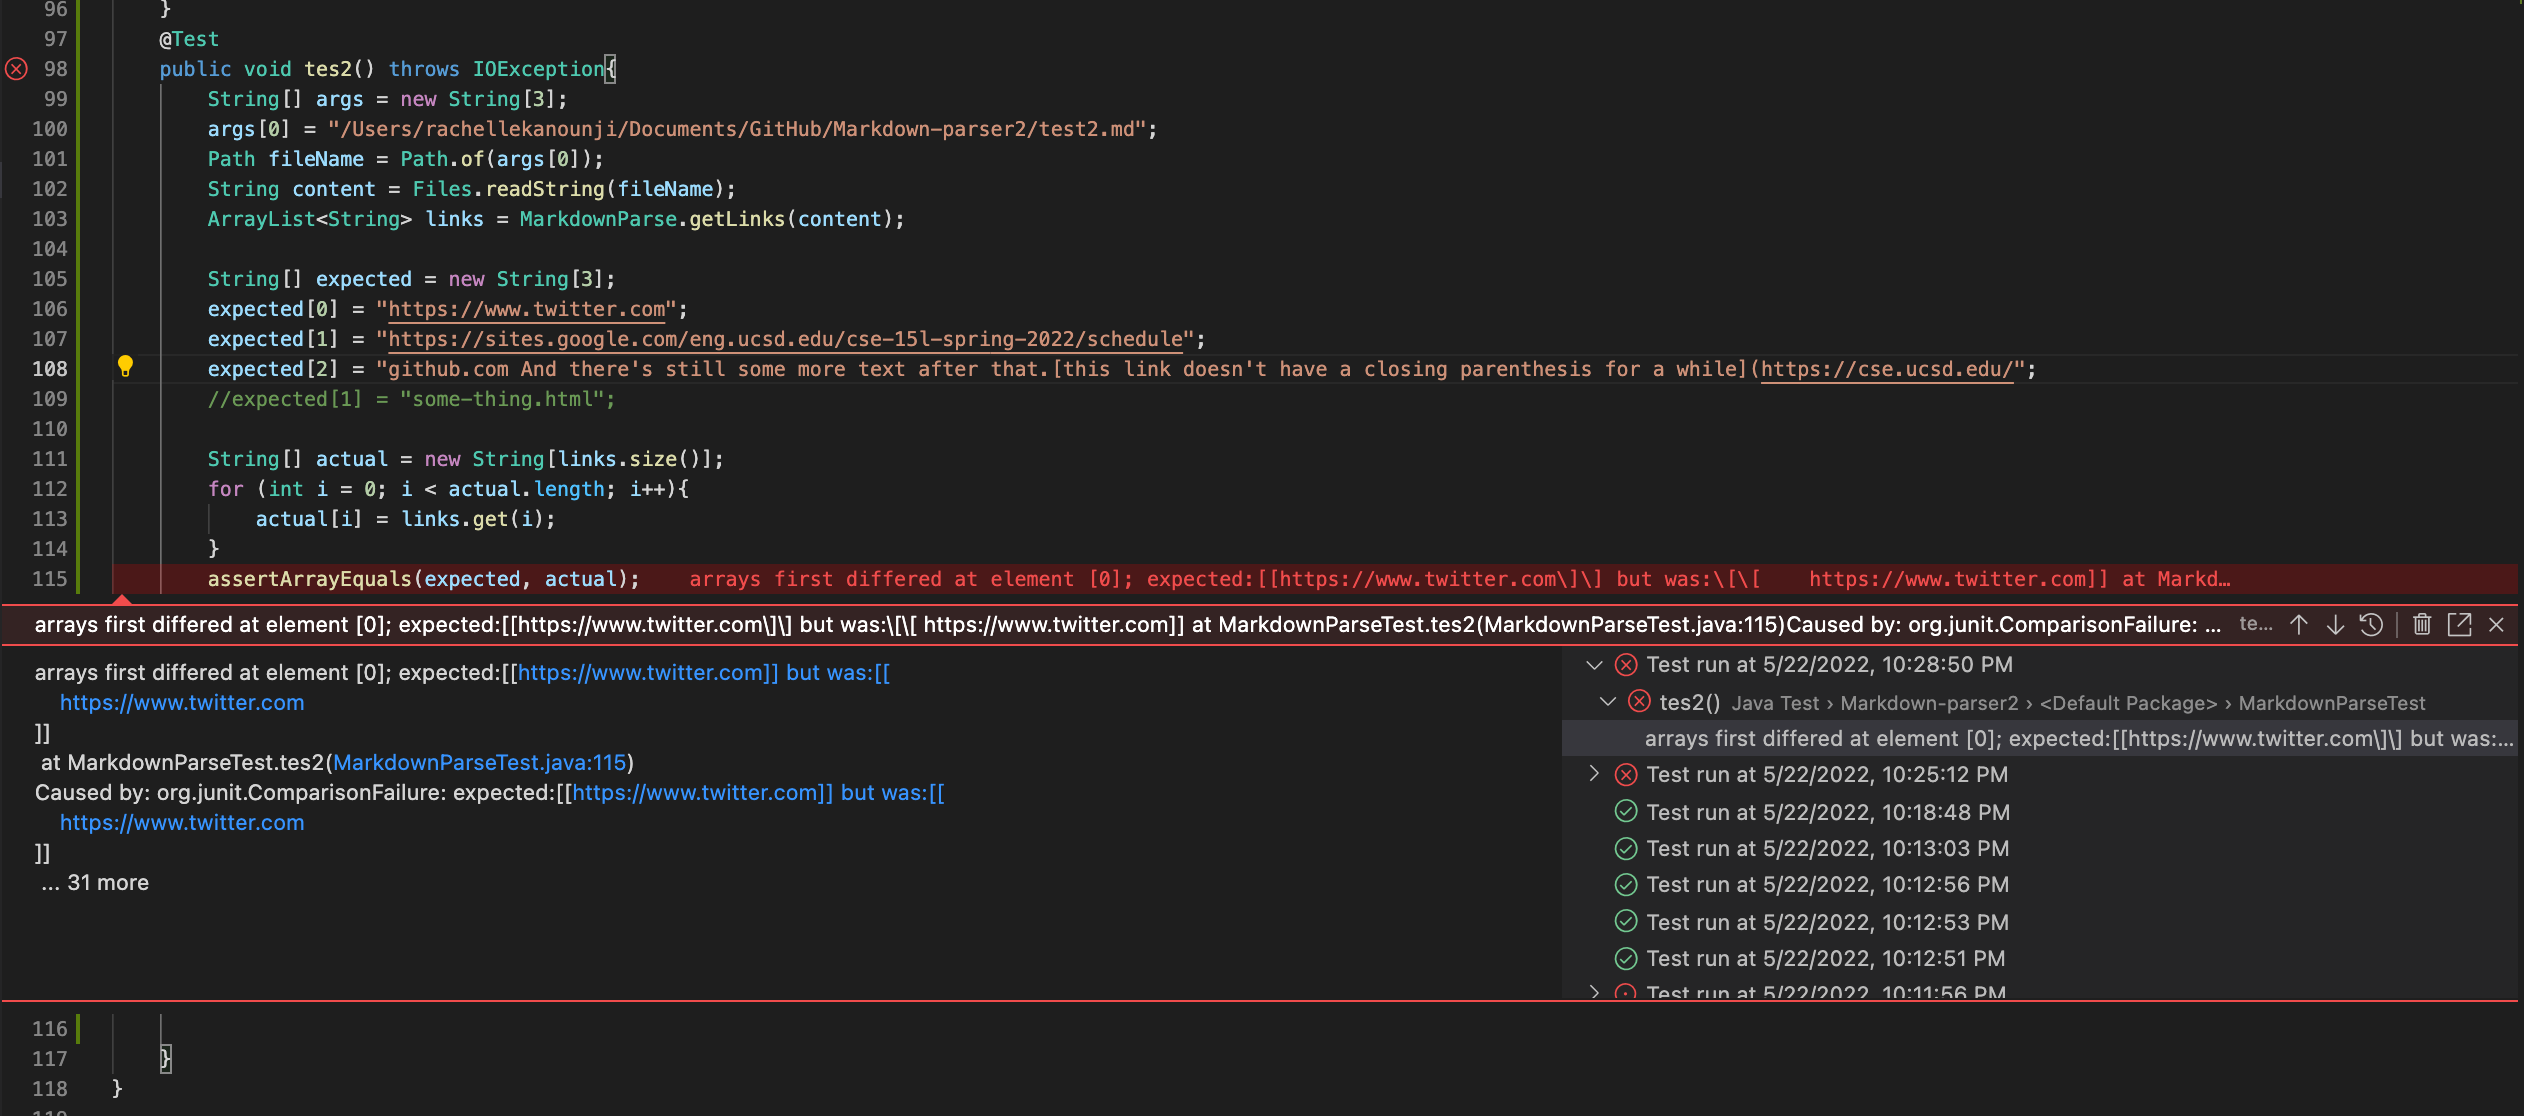 96 }
97 @Test
98 public void tes2() throws IOException{
99 String[] args = new String[3];
100 args[0] = "/Users/rachellekanounji/Documents/GitHub/Markdown-parser2/test2.md";
101 Path fileName = Path.of(args[0]);
102 String content = Files.readString(fileName);
103 ArrayList<String> links = MarkdownParse.getLinks(content);
104
105 String[] expected = new String[3];
106 expected[0] = "https://www.twitter.com";
107 expected[1] = "https://sites.google.com/eng.ucsd.edu/cse-15l-spring-2022/schedule";
108 expected[2] = "github.com And there's still some more text after that.[this link doesn't have a closing parenthesis for a while](https://cse.ucsd.edu/";
109 //expected[1] = "some-thing.html";
110
111 String[] actual = new String[links.size()];
112 for (int i = 0; i < actual.length; i++){
113 actual[i] = links.get(i);
114 }
115 assertArrayEquals(expected, actual); arrays first differed at element [0]; expected:[[https://www.twitter.com\]\] but was:\[\[ https://www.twitter.com]] at Markd…
arrays first differed at element [0]; expected:[[https://www.twitter.com\]\] but was:\[\[ https://www.twitter.com]] at MarkdownParseTest.tes2(MarkdownParseTest.java:115)Caused by: org.junit.ComparisonFailure: ... te...
arrays first differed at element [0]; expected:[[https://www.twitter.com]] but was:[[
https://www.twitter.com
]]
at MarkdownParseTest.tes2(MarkdownParseTest.java:115)
Caused by: org.junit.ComparisonFailure: expected:[[https://www.twitter.com]] but was:[[
https://www.twitter.com
]]
... 31 more
Test run at 5/22/2022, 10:28:50 PM
tes2() Java Test › Markdown-parser2 › <Default Package> › MarkdownParseTest
arrays first differed at element [0]; expected:[[https://www.twitter.com\]\] but was:...
Test run at 5/22/2022, 10:25:12 PM
Test run at 5/22/2022, 10:18:48 PM
Test run at 5/22/2022, 10:13:03 PM
Test run at 5/22/2022, 10:12:56 PM
Test run at 5/22/2022, 10:12:53 PM
Test run at 5/22/2022, 10:12:51 PM
Test run at 5/22/2022, 10:11:56 PM
116
117 }
118 }
119